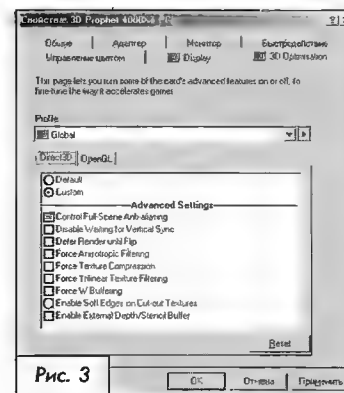 Свойства: 3D Prophet 4000XT
Общие Адаптер Монитор Быстродействие
Управление цветом Display 3D Optimisation
This page lets you turn some of the card's advanced features on or off, to
fine-tune the way it accelerates games
Profile
Global
Direct3D OpenGL
Default
Custom
Advanced Settings
Control Full-Scene Anti-aliasing
Disable Waiting for Vertical Sync
Defer Render until Flip
Force Anisotropic Filtering
Force Texture Compression
Force Trilinear Texture Filtering
Force W Buffering
Enable Soft Edges on Cut-out Textures
Enable External Depth/Stencil Buffer
Reset
Рис. 3
OK Отмена Применить